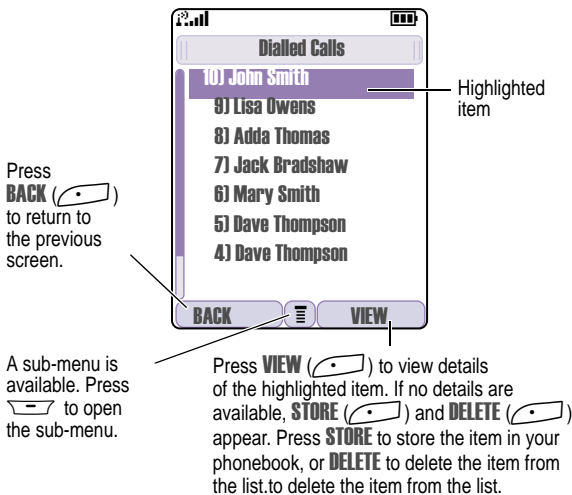 Dialled Calls
10) John Smith
9) Lisa Owens
8) Adda Thomas
7) Jack Bradshaw
6) Mary Smith
5) Dave Thompson
4) Dave Thompson
BACK
VIEW
Highlighted
item
Press
BACK ( )
to return to
the previous
screen.
A sub-menu is
available. Press
to open
the sub-menu.
Press VIEW ( ) to view details
of the highlighted item. If no details are
available, STORE ( ) and DELETE ( )
appear. Press STORE to store the item in your
phonebook, or DELETE to delete the item from
the list.to delete the item from the list.